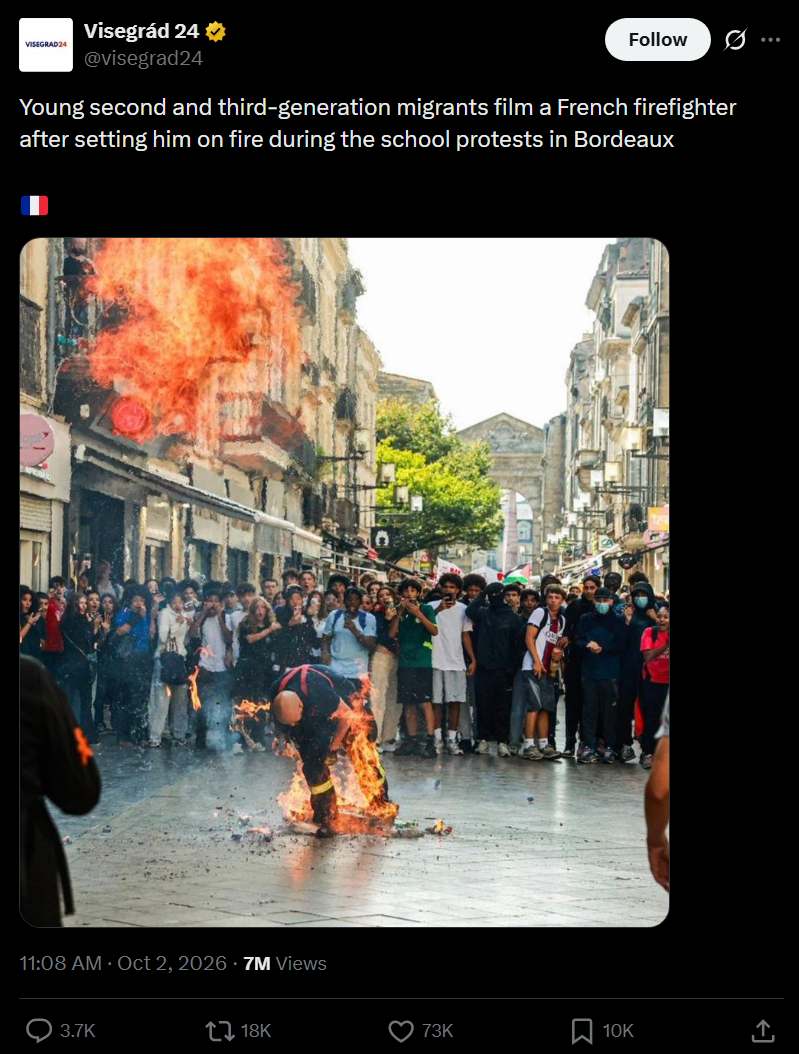 VISEGRAD24
Visegrád 24
@visegrad24
Follow
Young second and third-generation migrants film a French firefighter
after setting him on fire during the school protests in Bordeaux
11:08 AM · Oct 2, 2026 · 7M Views
3.7K
18K
73K
10K